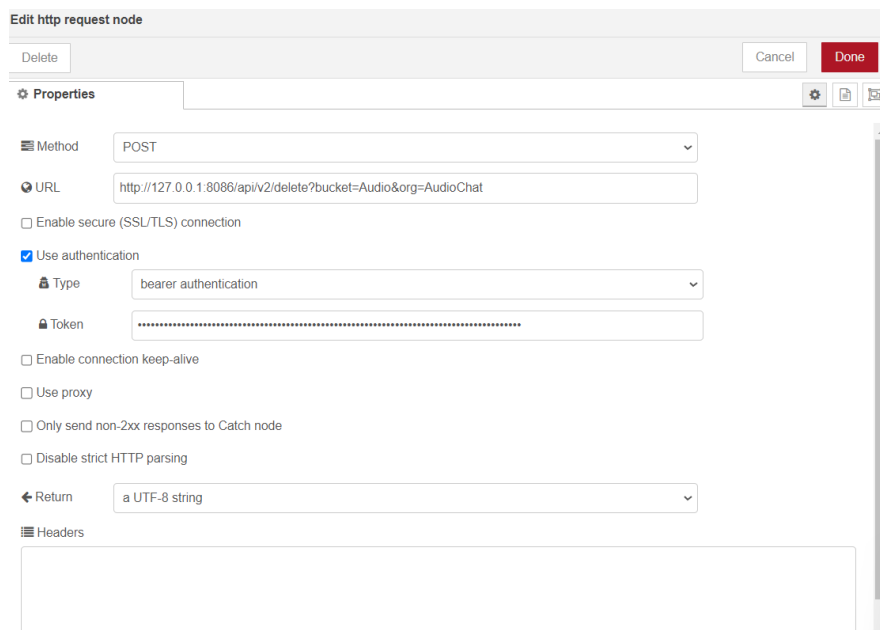 Edit http request node
Delete
Cancel
Done
Properties
Method
POST
URL
http://127.0.0.1:8086/api/v2/delete?bucket=Audio&org=AudioChat
Enable secure (SSL/TLS) connection
Use authentication
Type
bearer authentication
Token
Enable connection keep-alive
Use proxy
Only send non-2xx responses to Catch node
Disable strict HTTP parsing
Return
a UTF-8 string
Headers